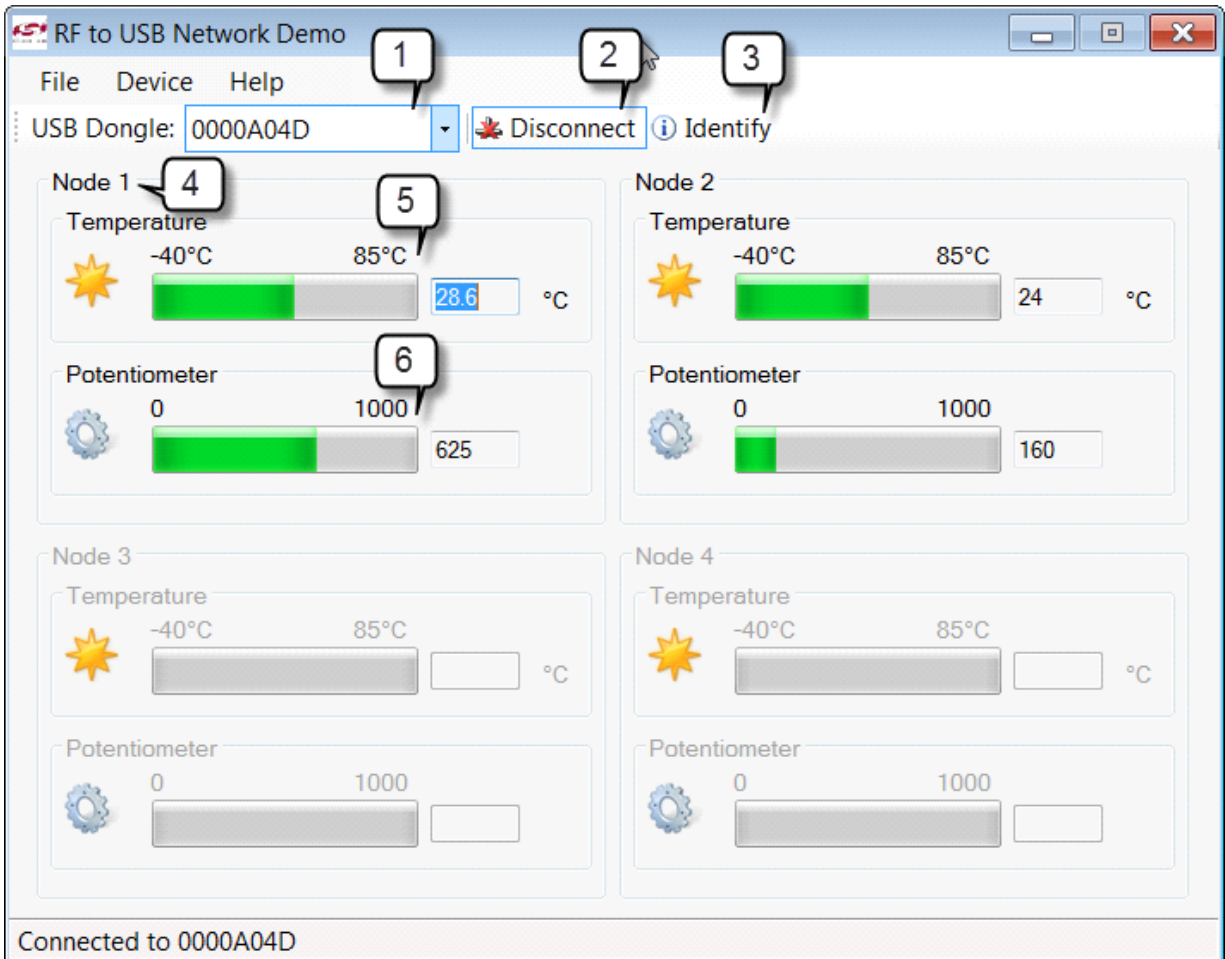 RF to USB Network Demo
1
2
3
File Device Help
USB Dongle: 0000A04D Disconnect Identify
Node 1
4
Temperature
5
-40°C 85°C
28.6 °C
Potentiometer
6
0 1000
625
Node 2
Temperature
-40°C 85°C
24 °C
Potentiometer
0 1000
160
Node 3
Temperature
-40°C 85°C
°C
Potentiometer
0 1000
Node 4
Temperature
-40°C 85°C
°C
Potentiometer
0 1000
Connected to 0000A04D